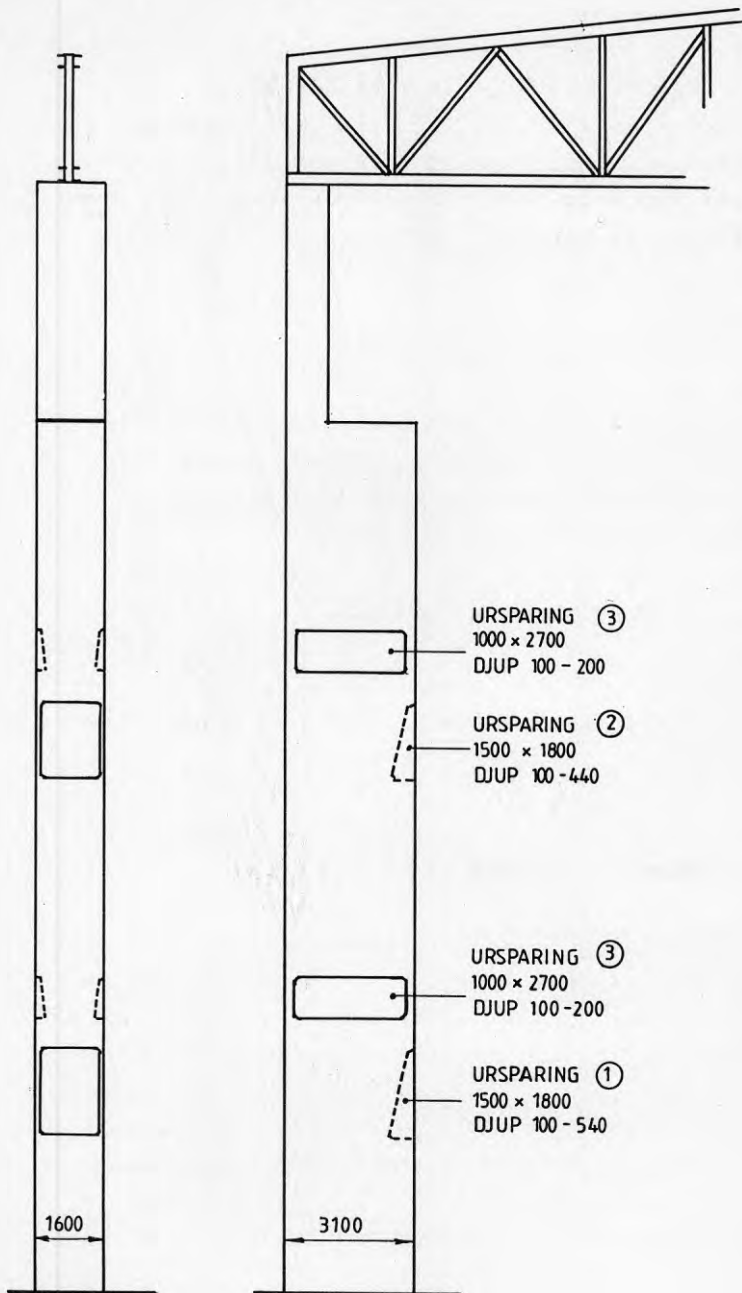 URSPARING ③
1000 × 2700
DJUP 100-200
URSPARING ②
1500 × 1800
DJUP 100-440
URSPARING ③
1000 × 2700
DJUP 100-200
URSPARING ①
1500 × 1800
DJUP 100-540
1600
3100